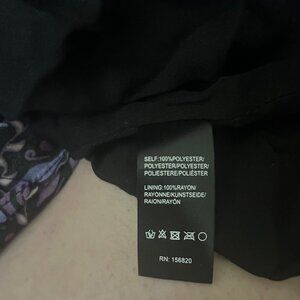 SELF:100%POLYESTER/
POLYESTER/POLYESTER/
POLIESTERE/POLIÉSTER
LINING:100%RAYON/
RAYONNE/KUNSTSEIDE/
RAION/RAYÓN
RN: 156820